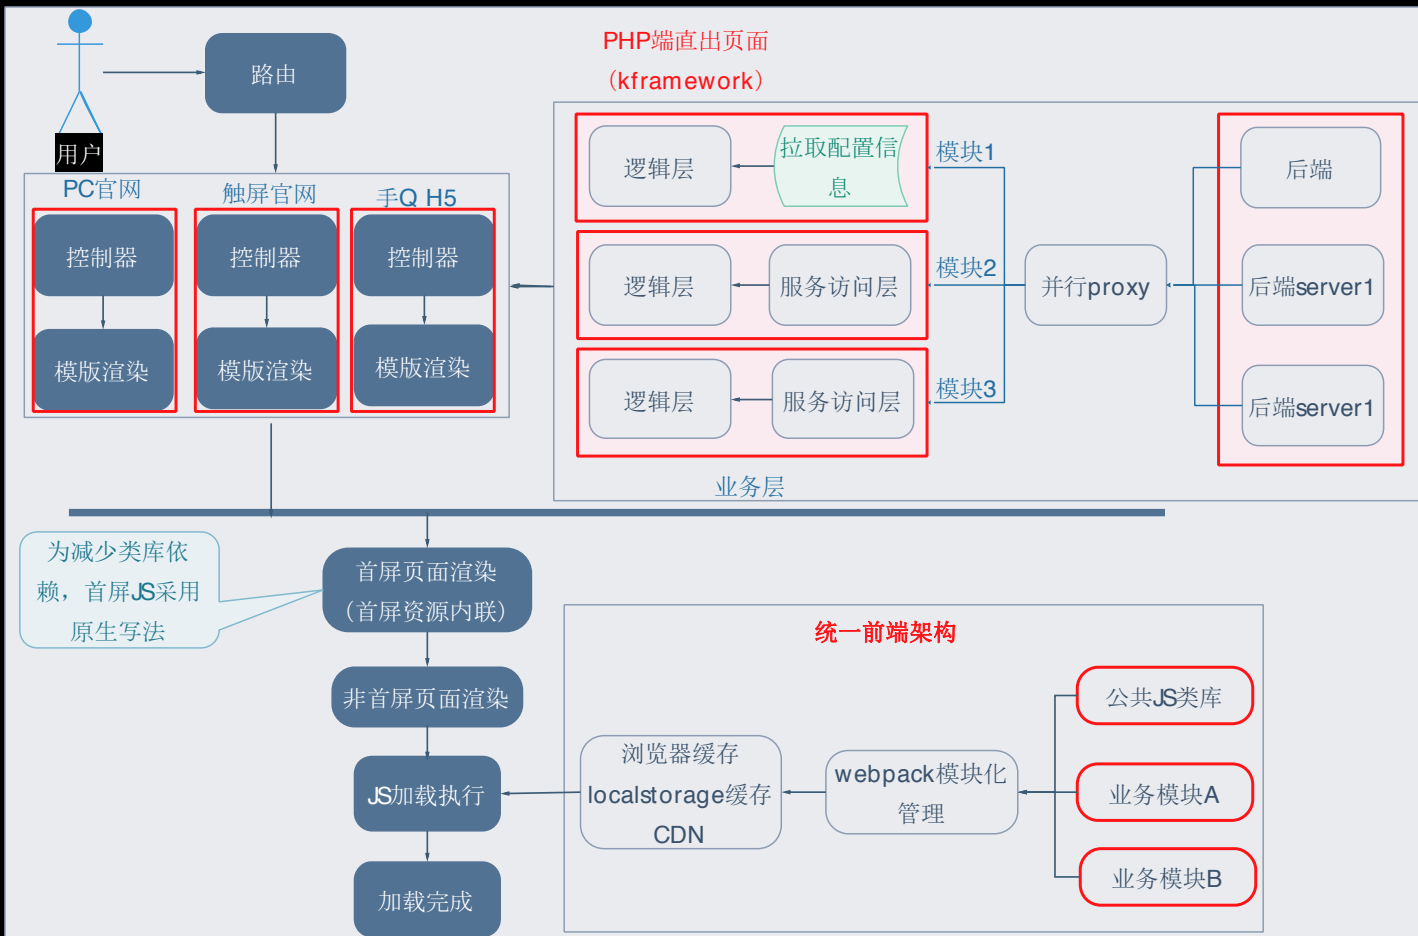 用户
路由
PC官网
触屏官网
手Q H5
控制器
控制器
控制器
模版渲染
模版渲染
模版渲染
PHP端直出页面
（kframework）
逻辑层
拉取配置信
息
模块1
逻辑层
服务访问层
模块2
逻辑层
服务访问层
模块3
并行proxy
后端
后端server1
后端server1
业务层
为减少类库依
赖，首屏JS采用
原生写法
首屏页面渲染
（首屏资源内联）
非首屏页面渲染
JS加载执行
加载完成
统一前端架构
浏览器缓存
localstorage缓存
CDN
webpack模块化
管理
公共JS类库
业务模块A
业务模块B